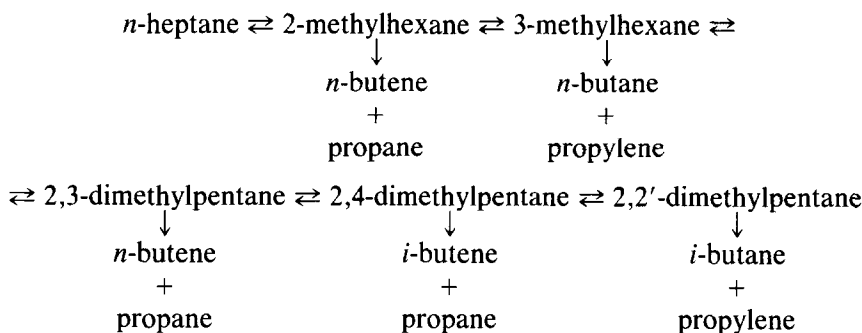 n-heptane ⇄ 2-methylhexane ⇄ 3-methylhexane ⇄
↓ ↓
n-butene n-butane
+ +
propane propylene
⇄ 2,3-dimethylpentane ⇄ 2,4-dimethylpentane ⇄ 2,2′-dimethylpentane
↓ ↓ ↓
n-butene i-butene i-butane
+ + +
propane propane propylene